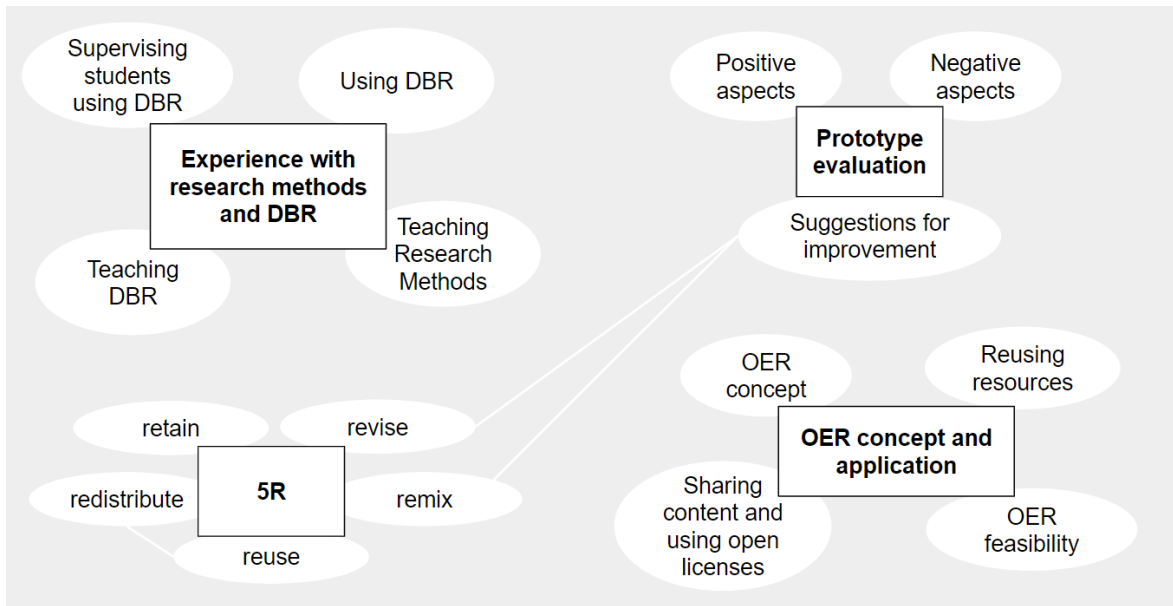 Supervising
students
using DBR
Using DBR
Experience with
research methods
and DBR
Teaching
DBR
Teaching
Research
Methods
Positive
aspects
Negative
aspects
Prototype
evaluation
Suggestions for
improvement
retain
revise
redistribute
5R
remix
reuse
OER
concept
Reusing
resources
OER concept and
application
Sharing
content and
using open
licenses
OER
feasibility